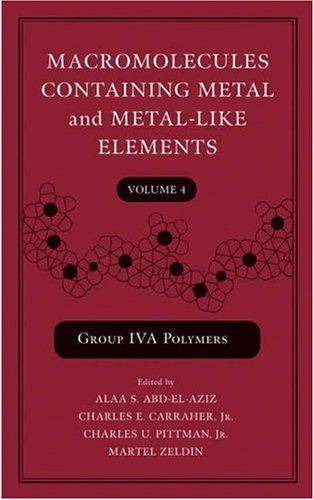 MACROMOLECULES
CONTAINING METAL
and METAL-LIKE
ELEMENTS
VOLUME 4
GROUP IVA POLYMERS
Edited by
ALAA S. ABD-EL-AZIZ
CHARLES E. CARRAHER, JR.
CHARLES U. PITTMAN, JR.
MARTEL ZELDIN